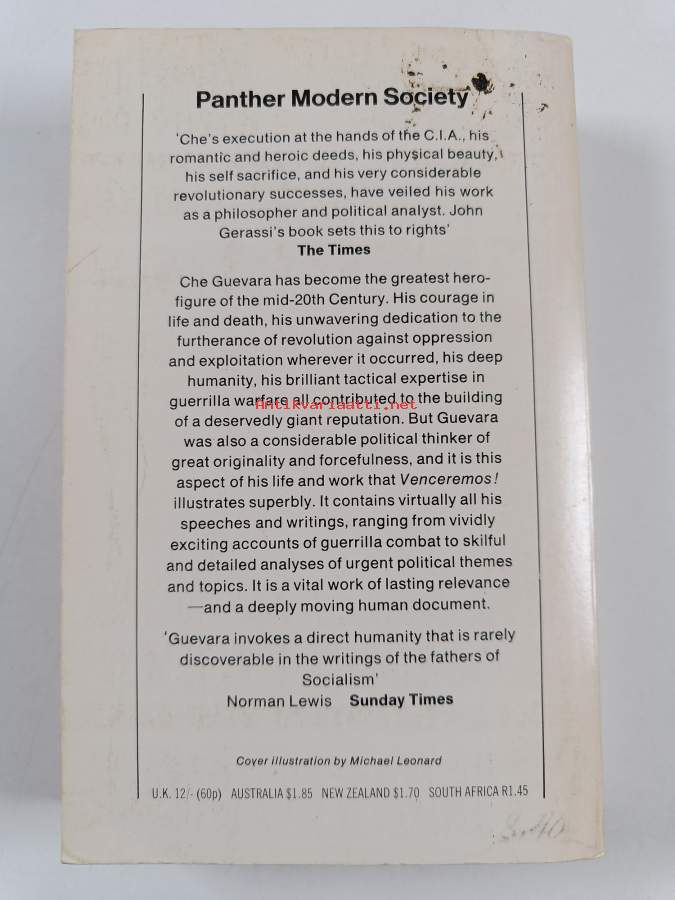 Panther Modern Society
'Che's execution at the hands of the C.I.A., his
romantic and heroic deeds, his physical beauty,
his self sacrifice, and his very considerable
revolutionary successes, have veiled his work
as a philosopher and political analyst. John
Gerassi's book sets this to rights'
The Times
Che Guevara has become the greatest hero-
figure of the mid-20th Century. His courage in
life and death, his unwavering dedication to the
furtherance of revolution against oppression
and exploitation wherever it occurred, his deep
humanity, his brilliant tactical expertise in
guerrilla warfare all contributed to the building
Antikvariaatti.net
of a deservedly giant reputation. But Guevara
was also a considerable political thinker of
great originality and forcefulness, and it is this
aspect of his life and work that Venceremos!
illustrates superbly. It contains virtually all his
speeches and writings, ranging from vividly
exciting accounts of guerrilla combat to skilful
and detailed analyses of urgent political themes
and topics. It is a vital work of lasting relevance
—and a deeply moving human document.
'Guevara invokes a direct humanity that is rarely
discoverable in the writings of the fathers of
Socialism'
Norman Lewis Sunday Times
Cover illustration by Michael Leonard
U.K. 12/- (60p) AUSTRALIA $1.85 NEW ZEALAND $1.70 SOUTH AFRICA R1.45